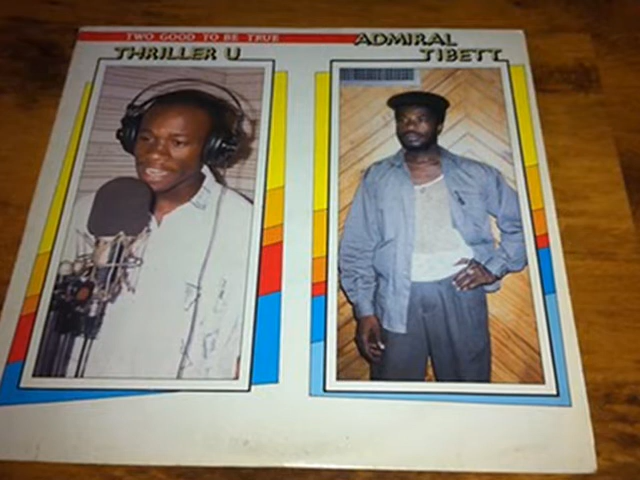 TWO GOOD TO BE TRUE
THRILLER U
ADMIRAL
TIBETT